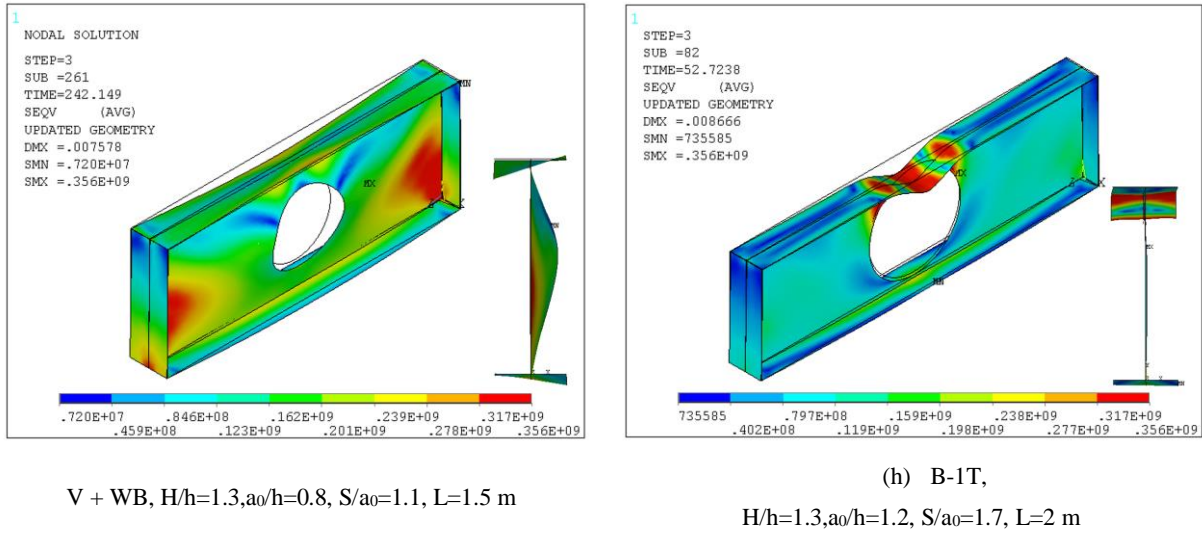 1
NODAL SOLUTION
STEP=3
SUB =261
TIME=242.149
SEQV (AVG)
UPDATED GEOMETRY
DMX =.007578
SMN =.720E+07
SMX =.356E+09
MN
MX
.720E+07 .846E+08 .162E+09 .239E+09 .317E+09
.459E+08 .123E+09 .201E+09 .278E+09 .356E+09
V + WB, H/h=1.3,a0/h=0.8, S/a0=1.1, L=1.5 m
1
STEP=3
SUB =82
TIME=52.7238
SEQV (AVG)
UPDATED GEOMETRY
DMX =.008666
SMN =735585
SMX =.356E+09
MX
MN
735585 .797E+08 .159E+09 .238E+09 .317E+09
.402E+08 .119E+09 .198E+09 .277E+09 .356E+09
(h) B-1T,
H/h=1.3,a0/h=1.2, S/a0=1.7, L=2 m